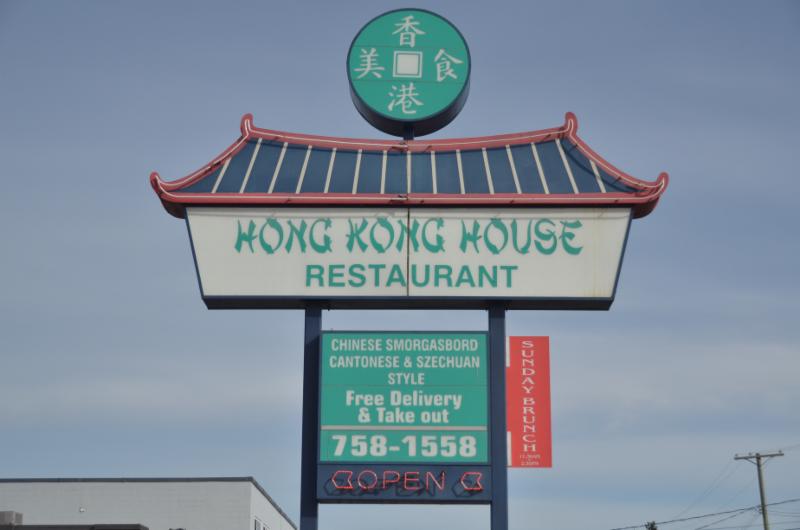 香
美食
港
HONG KONG HOUSE
RESTAURANT
CHINESE SMORGASBORD
CANTONESE & SZECHUAN
STYLE
Free Delivery
& Take out
758-1558
OPEN
SUNDAY BRUNCH